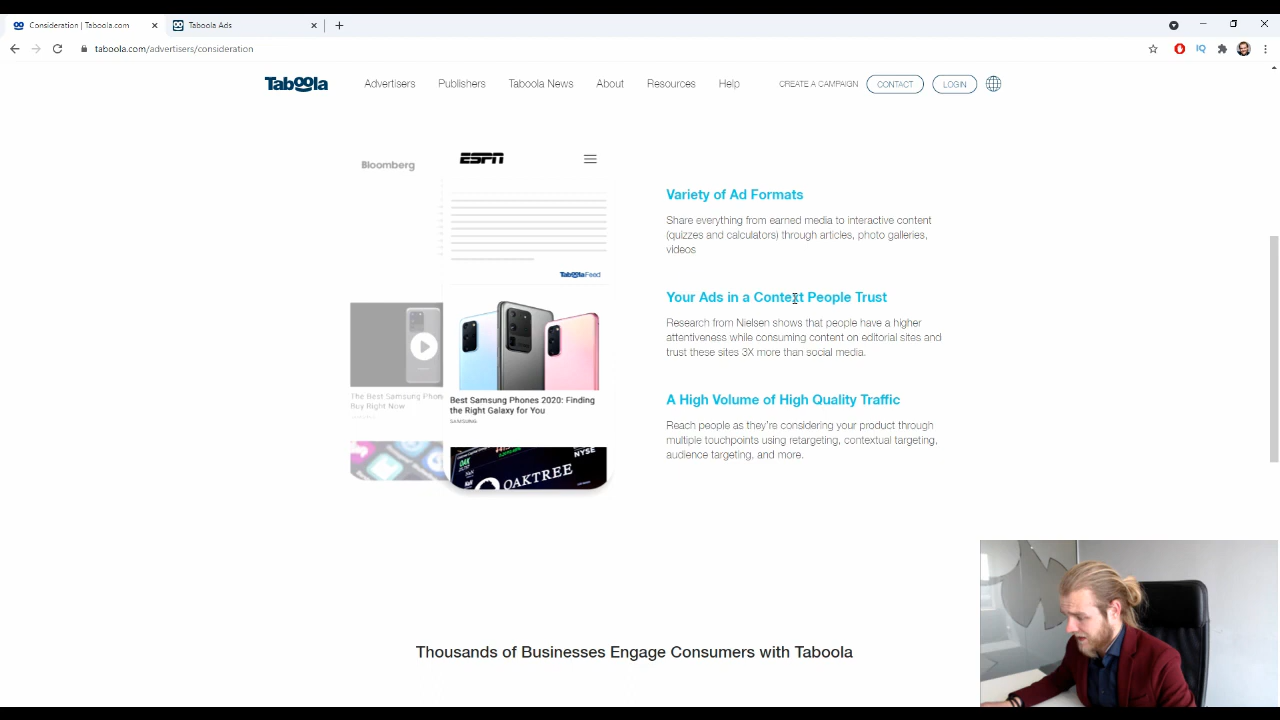 Consideration | Taboola.com
Taboola Ads
taboola.com/advertisers/consideration
IQ
Taboola
Advertisers
Publishers
Taboola News
About
Resources
Help
CREATE A CAMPAIGN
CONTACT
LOGIN
Bloomberg
ESPN
Taboola Feed
The Best Samsung Phon
Buy Right Now
Best Samsung Phones 2020: Finding
the Right Galaxy for You
SAMSUNG
OAK
NYSE
OAKTREE
Variety of Ad Formats
Share everything from earned media to interactive content
(quizzes and calculators) through articles, photo galleries,
videos
Your Ads in a Context People Trust
Research from Nielsen shows that people have a higher
attentiveness while consuming content on editorial sites and
trust these sites 3X more than social media.
A High Volume of High Quality Traffic
Reach people as they're considering your product through
multiple touchpoints using retargeting, contextual targeting,
audience targeting, and more.
Thousands of Businesses Engage Consumers with Taboola